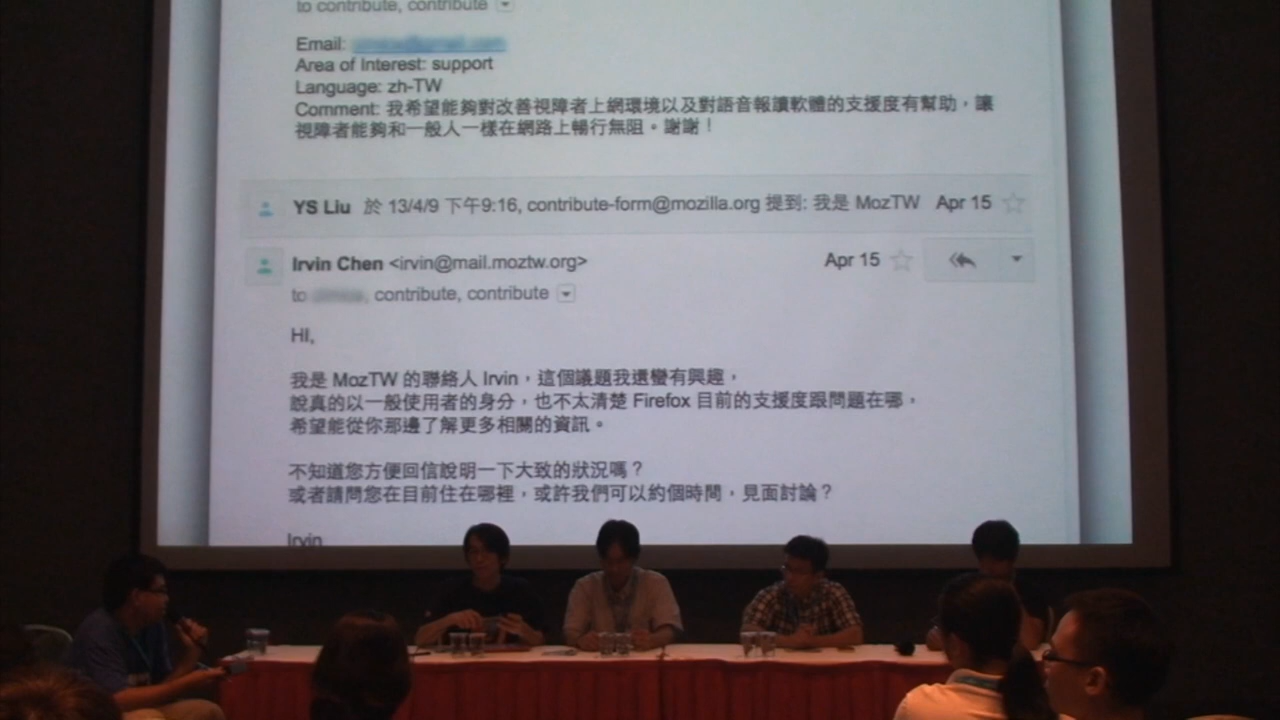 to contribute, contribute
Email:
Area of Interest: support
Language: zh-TW
Comment: 我希望能夠對改善視障者上網環境以及對語音報讀軟體的支援度有幫助，讓
視障者能夠和一般人一樣在網路上暢行無阻。謝謝！
YS Liu 於 13/4/9 下午9:16, contribute-form@mozilla.org 提到: 我是 MozTW Apr 15
Irvin Chen <irvin@mail.moztw.org> Apr 15
to , contribute, contribute
HI,
我是 MozTW 的聯絡人 Irvin，這個議題我還蠻有興趣，
說真的以一般使用者的身分，也不太清楚 Firefox 目前的支援度跟問題在哪，
希望能從你那邊了解更多相關的資訊。
不知道您方便回信說明一下大致的狀況嗎？
或者請問您在目前住在哪裡，或許我們可以約個時間，見面討論？
Irvin